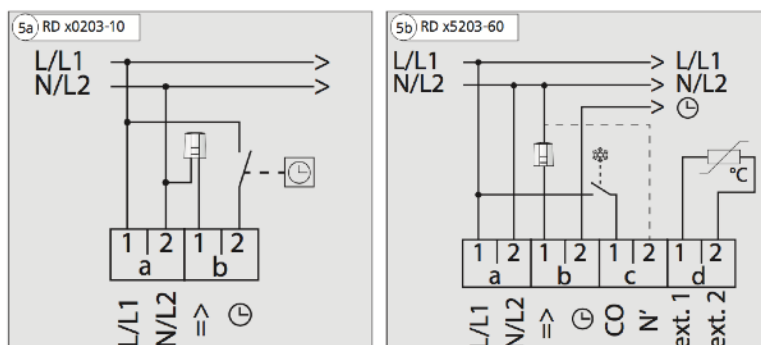 5a RD x0203-10
L/L1
N/L2
1 2 1 2
a b
L/L1 N/L2 =>
5b RD x5203-60
L/L1 L/L1
N/L2 N/L2
°C
1 2 1 2 1 2 1 2
a b c d
L/L1 N/L2 => CO N' ext. 1 ext. 2